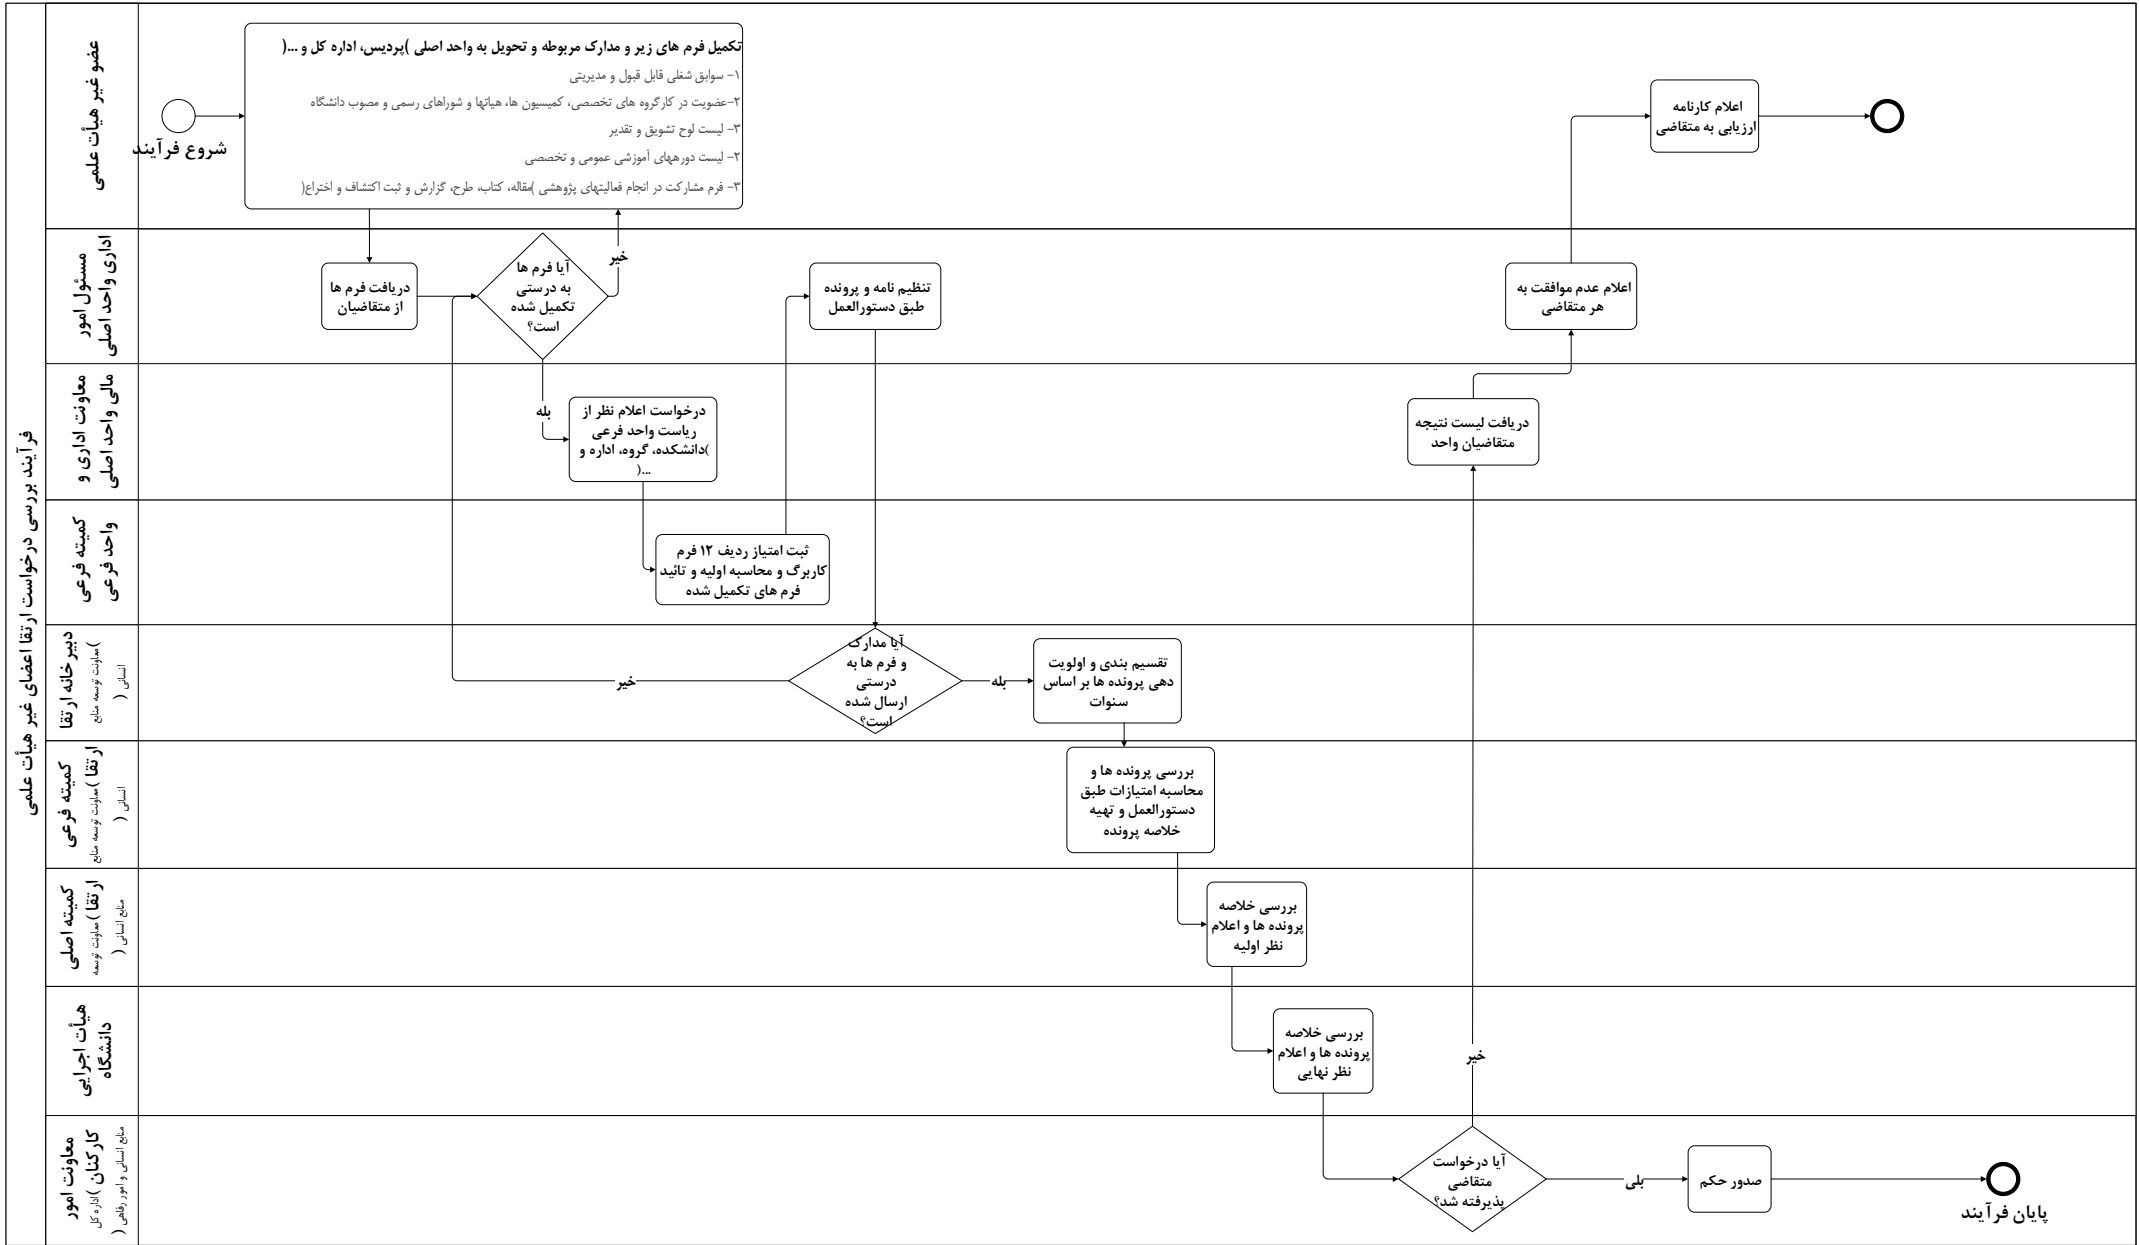 فرآیند بررسی درخواست ارتقا اعضای غیر هیأت علمی
عضو غیر هیأت علمی
شروع فرآیند
تکمیل فرم های زیر و مدارک مربوطه و تحویل به واحد اصلی )پردیس، اداره کل و ...(
۱- سوابق شغلی قابل قبول و مدیریتی
۲-عضویت در کارگروه های تخصصی، کمیسیون ها، هیاتها و شوراهای رسمی و مصوب دانشگاه
۳- لیست لوح تشویق و تقدیر
۲- لیست دورههای آموزشی عمومی و تخصصی
۳- فرم مشارکت در انجام فعالیتهای پژوهشی )مقاله، کتاب، طرح، گزارش و ثبت اکتشاف و اختراع(
اعلام کارنامه
ارزیابی به متقاضی
مسئول امور
اداری واحد اصلی
دریافت فرم ها
از متقاضیان
آیا فرم ها
به درستی
تکمیل شده
است؟
خیر
تنظیم نامه و پرونده
طبق دستورالعمل
اعلام عدم موافقت به
هر متقاضی
معاونت اداری و
مالی واحد اصلی
بله
درخواست اعلام نظر از
ریاست واحد فرعی
)دانشکده، گروه، اداره و
...(
دریافت لیست نتیجه
متقاضیان واحد
کمیته فرعی
واحد فرعی
ثبت امتیاز ردیف ۱۲ فرم
کاربرگ و محاسبه اولیه و تائید
فرم های تکمیل شده
دبیرخانه ارتقا
)معاونت توسعه منابع
انسانی (
خیر
آیا مدارک
و فرم ها به
درستی
ارسال شده
است؟
بله
تقسیم بندی و اولویت
دهی پرونده ها بر اساس
سنوات
کمیته فرعی
ارتقا )معاونت توسعه منابع
انسانی (
بررسی پرونده ها و
محاسبه امتیازات طبق
دستورالعمل و تهیه
خلاصه پرونده
کمیته اصلی
ارتقا )معاونت توسعه
منابع انسانی (
بررسی خلاصه
پرونده ها و اعلام
نظر اولیه
هیأت اجرایی
دانشگاه
بررسی خلاصه
پرونده ها و اعلام
نظر نهایی
خیر
معاونت امور
کارکنان )اداره کل
منابع انسانی و امور رفاهی (
آیا درخواست
متقاضی
پذیرفته شد؟
بلی
صدور حکم
پایان فرآیند